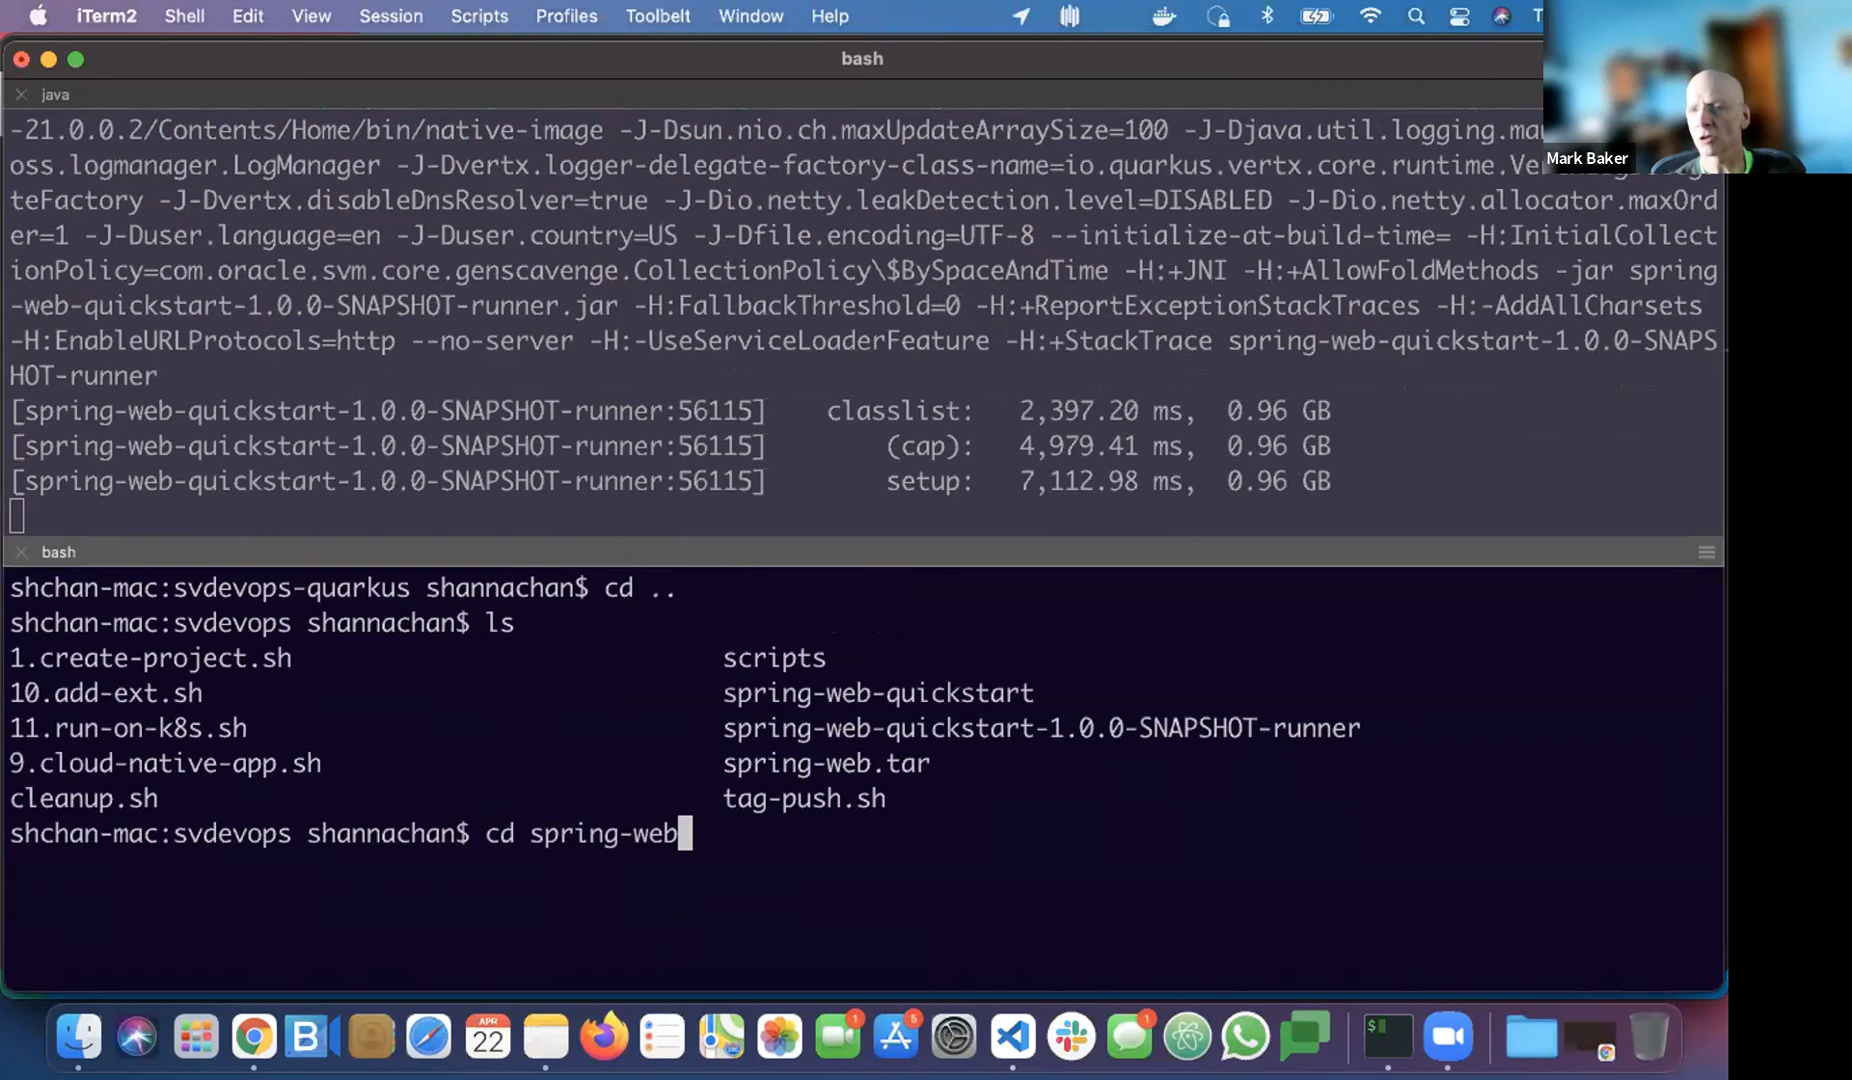 iTerm2 Shell Edit View Session Scripts Profiles Toolbelt Window Help
bash
java
-21.0.0.2/Contents/Home/bin/native-image -J-Dsun.nio.ch.maxUpdateArraySize=100 -J-Djava.util.logging.ma
oss.logmanager.LogManager -J-Dvertx.logger-delegate-factory-class-name=io.quarkus.vertx.core.runtime.Ve
teFactory -J-Dvertx.disableDnsResolver=true -J-Dio.netty.leakDetection.level=DISABLED -J-Dio.netty.allocator.maxOrd
er=1 -J-Duser.language=en -J-Duser.country=US -J-Dfile.encoding=UTF-8 --initialize-at-build-time= -H:InitialCollect
ionPolicy=com.oracle.svm.core.genscavenge.CollectionPolicy\$BySpaceAndTime -H:+JNI -H:+AllowFoldMethods -jar spring
-web-quickstart-1.0.0-SNAPSHOT-runner.jar -H:FallbackThreshold=0 -H:+ReportExceptionStackTraces -H:-AddAllCharsets
-H:EnableURLProtocols=http --no-server -H:-UseServiceLoaderFeature -H:+StackTrace spring-web-quickstart-1.0.0-SNAPS
HOT-runner
[spring-web-quickstart-1.0.0-SNAPSHOT-runner:56115] classlist: 2,397.20 ms, 0.96 GB
[spring-web-quickstart-1.0.0-SNAPSHOT-runner:56115] (cap): 4,979.41 ms, 0.96 GB
[spring-web-quickstart-1.0.0-SNAPSHOT-runner:56115] setup: 7,112.98 ms, 0.96 GB
Mark Baker
bash
shchan-mac:svdevops-quarkus shannachan$ cd ..
shchan-mac:svdevops shannachan$ ls
1.create-project.sh scripts
10.add-ext.sh spring-web-quickstart
11.run-on-k8s.sh spring-web-quickstart-1.0.0-SNAPSHOT-runner
9.cloud-native-app.sh spring-web.tar
cleanup.sh tag-push.sh
shchan-mac:svdevops shannachan$ cd spring-web
APR
22
1
5
1